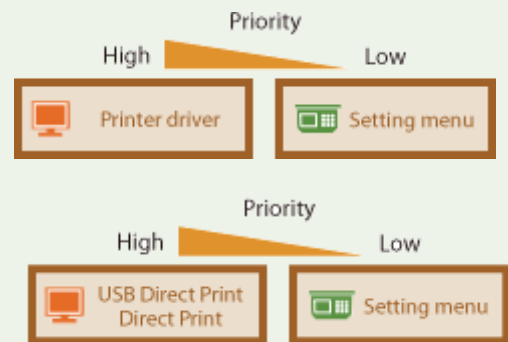 Priority
High Low
Printer driver Setting menu
Priority
High Low
USB Direct Print
Direct Print
Setting menu